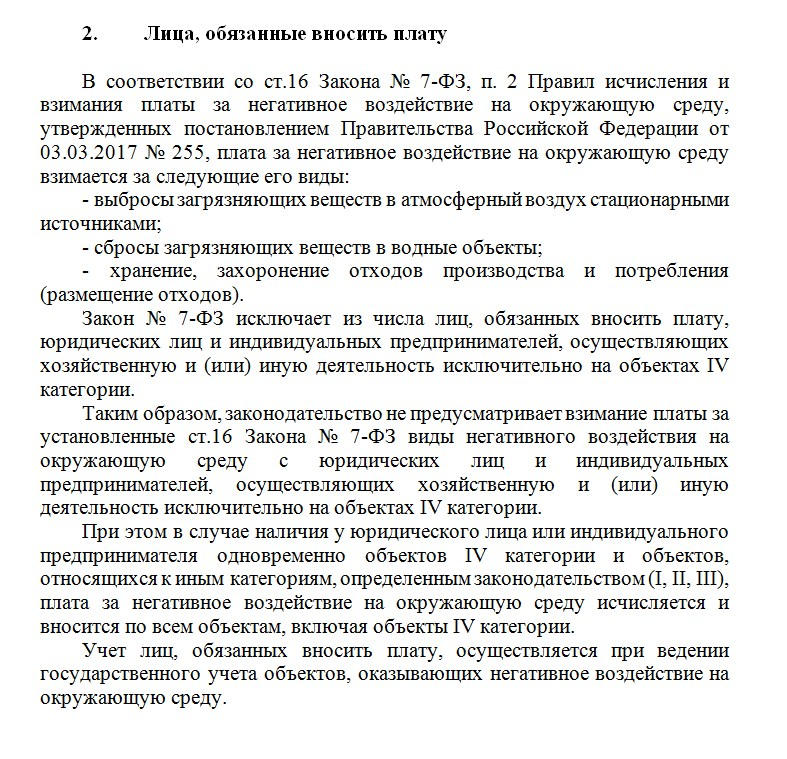 2. Лица, обязанные вносить плату
В соответствии со ст.16 Закона № 7-ФЗ, п. 2 Правил исчисления и
взимания платы за негативное воздействие на окружающую среду,
утвержденных постановлением Правительства Российской Федерации от
03.03.2017 № 255, плата за негативное воздействие на окружающую среду
взимается за следующие его виды:
- выбросы загрязняющих веществ в атмосферный воздух стационарными
источниками;
- сбросы загрязняющих веществ в водные объекты;
- хранение, захоронение отходов производства и потребления
(размещение отходов).
Закон № 7-ФЗ исключает из числа лиц, обязанных вносить плату,
юридических лиц и индивидуальных предпринимателей, осуществляющих
хозяйственную и (или) иную деятельность исключительно на объектах IV
категории.
Таким образом, законодательство не предусматривает взимание платы за
установленные ст.16 Закона № 7-ФЗ виды негативного воздействия на
окружающую среду с юридических лиц и индивидуальных
предпринимателей, осуществляющих хозяйственную и (или) иную
деятельность исключительно на объектах IV категории.
При этом в случае наличия у юридического лица или индивидуального
предпринимателя одновременно объектов IV категории и объектов,
относящихся к иным категориям, определенным законодательством (I, II, III),
плата за негативное воздействие на окружающую среду исчисляется и
вносится по всем объектам, включая объекты IV категории.
Учет лиц, обязанных вносить плату, осуществляется при ведении
государственного учета объектов, оказывающих негативное воздействие на
окружающую среду.